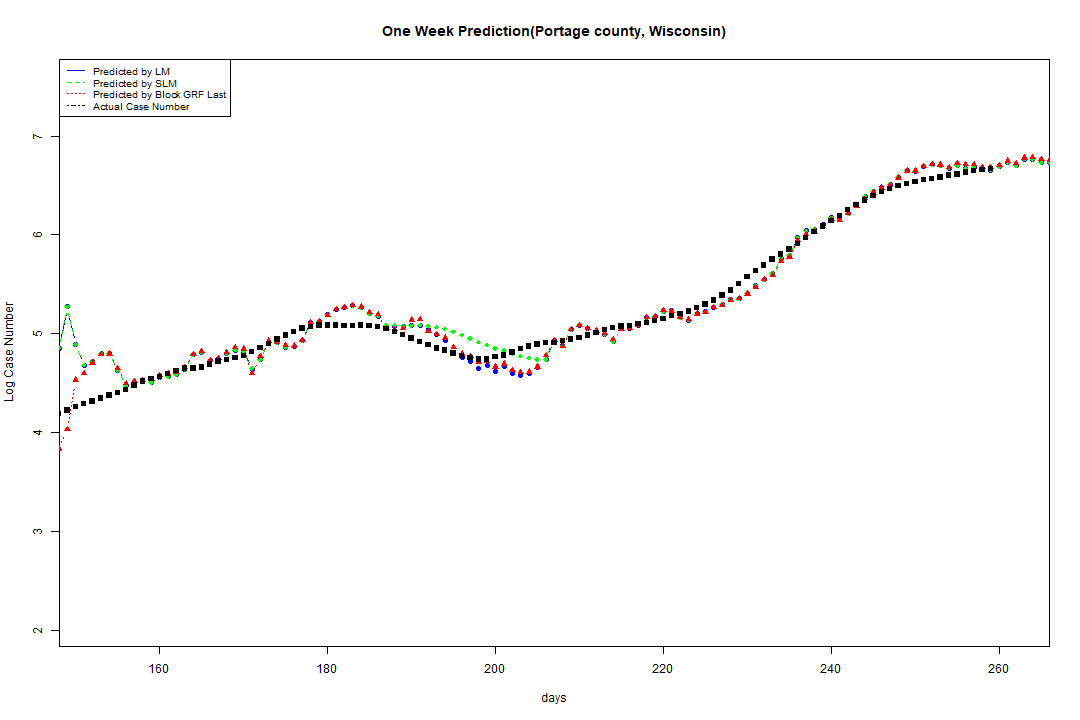 One Week Prediction(Portage county, Wisconsin)
Predicted by LM
Predicted by SLM
Predicted by Block GRF Last
Actual Case Number
7
6
5
4
3
2
Log Case Number
160 180 200 220 240 260
days